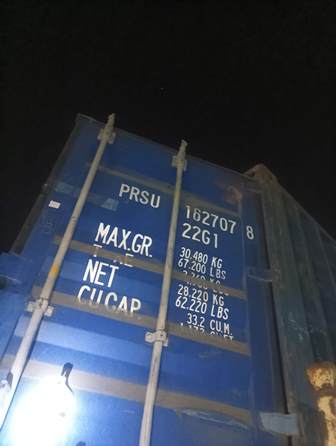 PRSU 162707 8
22G1
MAX.GR. 30.480 KG
67.200 LBS
NET 28.220 KG
62.220 LBS
CU.CAP. 33.2 CU.M.